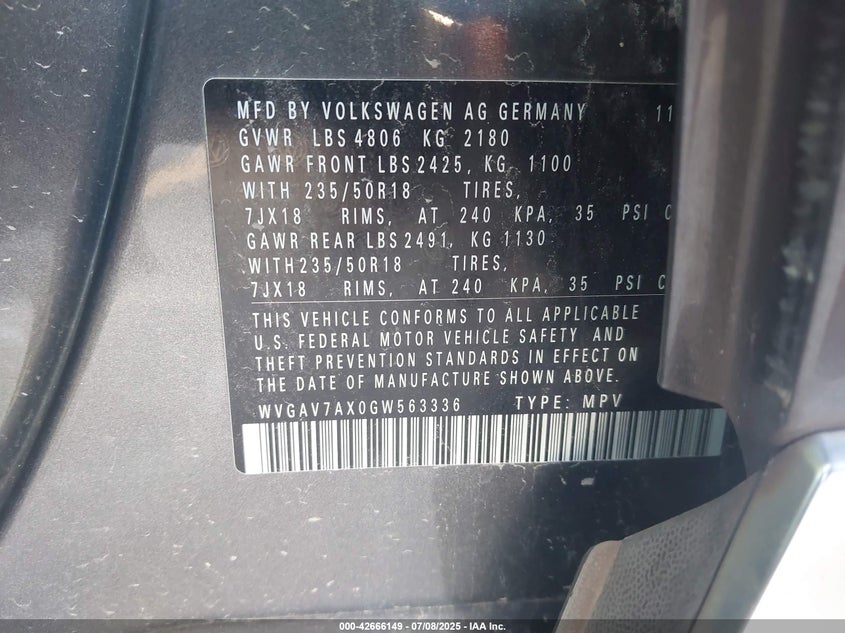 MFD BY VOLKSWAGEN AG GERMANY 11
GVWR LBS 4806 KG 2180
GAWR FRONT LBS 2425, KG 1100
WITH 235/50R18 TIRES,
7JX18 RIMS, AT 240 KPA, 35 PSI C
GAWR REAR LBS 2491, KG 1130
WITH 235/50R18 TIRES,
7JX18 RIMS, AT 240 KPA, 35 PSI C
THIS VEHICLE CONFORMS TO ALL APPLICABLE
U.S. FEDERAL MOTOR VEHICLE SAFETY AND
THEFT PREVENTION STANDARDS IN EFFECT ON
THE DATE OF MANUFACTURE SHOWN ABOVE.
WVGAV7AX0GW563336 TYPE: MPV
000-42666149 - 07/08/2025 - IAA Inc.